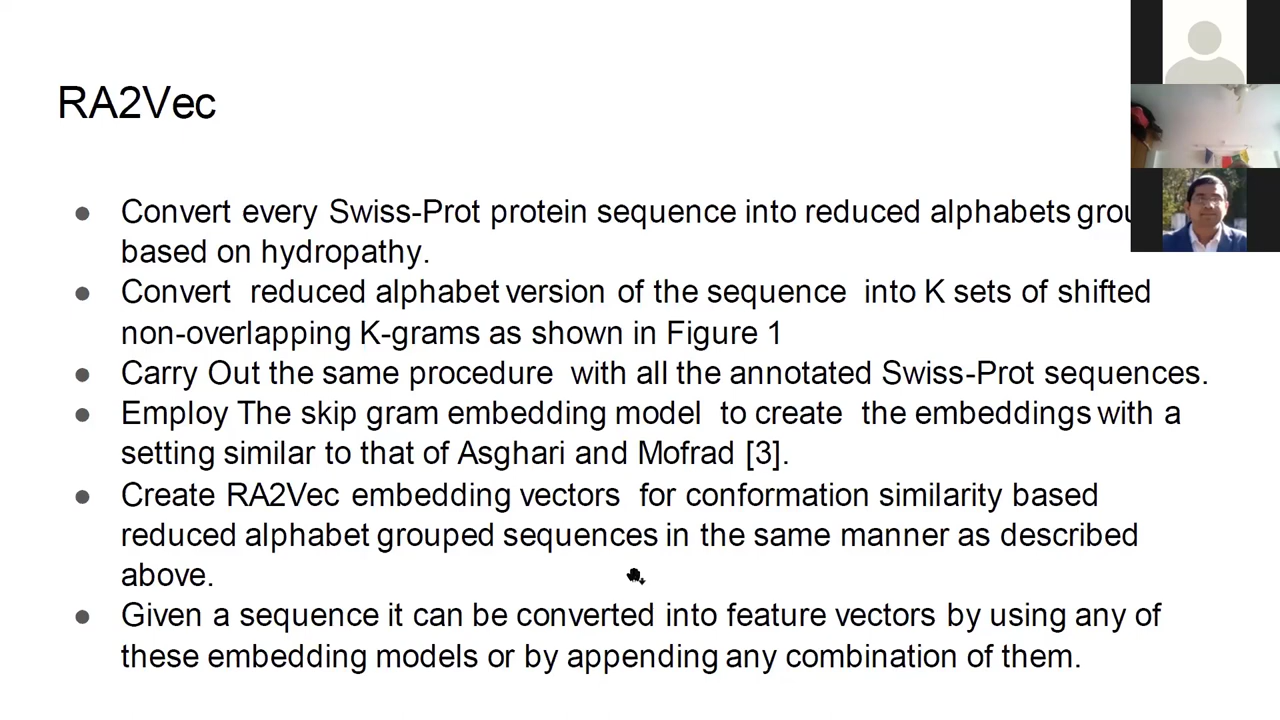 RA2Vec
● Convert every Swiss-Prot protein sequence into reduced alphabets
based on hydropathy.
● Convert reduced alphabet version of the sequence into K sets of shifted
non-overlapping K-grams as shown in Figure 1
● Carry Out the same procedure with all the annotated Swiss-Prot sequences.
● Employ The skip gram embedding model to create the embeddings with a
setting similar to that of Asghari and Mofrad [3].
● Create RA2Vec embedding vectors for conformation similarity based
reduced alphabet grouped sequences in the same manner as described
above.
● Given a sequence it can be converted into feature vectors by using any of
these embedding models or by appending any combination of them.